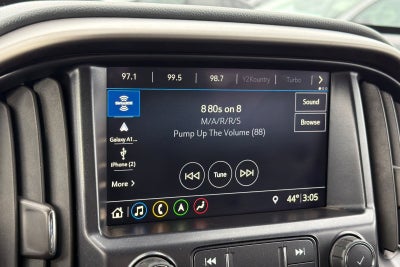 97.1 99.5 98.7 Y2Kountry Turbo
SiriusXM
8 80s on 8
Sound
M/A/R/R/S
Browse
Galaxy A1...
Pump Up The Volume (88)
iPhone (2)
More
Tune
44° 3:05